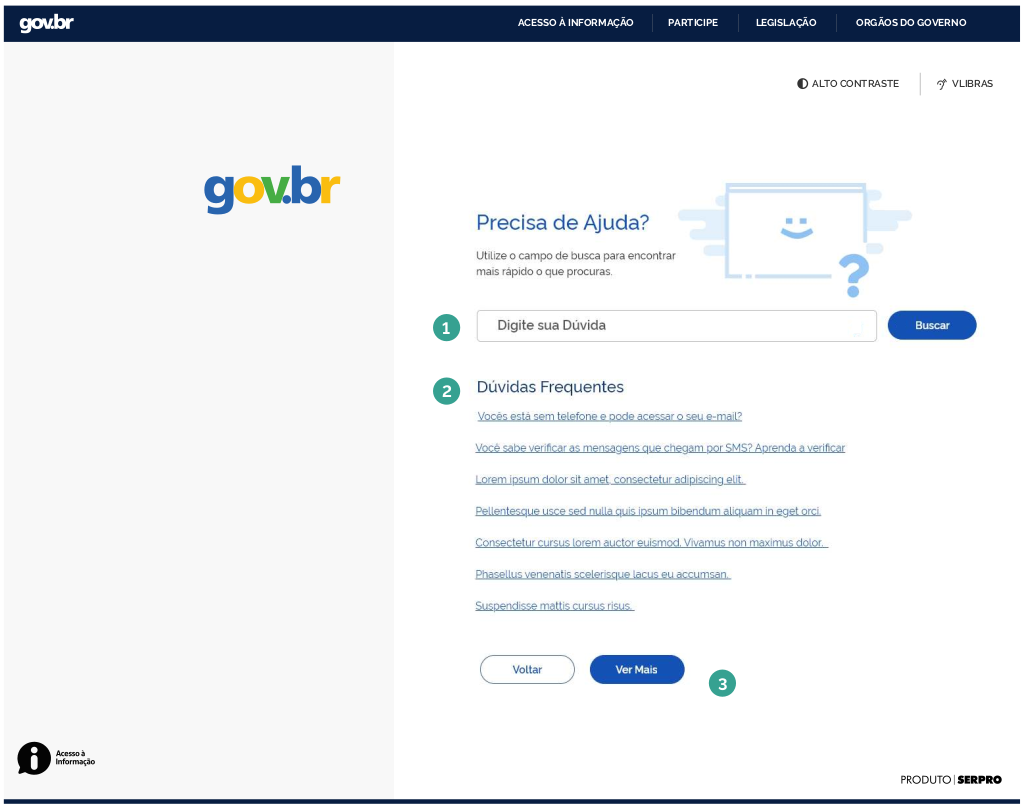 gov.br
ACESSO À INFORMAÇÃO
PARTICIPE
LEGISLAÇÃO
ORGÃOS DO GOVERNO
ALTO CONTRASTE
VLIBRAS
gov.br
Precisa de Ajuda?
Utilize o campo de busca para encontrar
mais rápido o que procuras.
?
1
Digite sua Dúvida
Buscar
2
Dúvidas Frequentes
Vocês está sem telefone e pode acessar o seu e-mail?
Você sabe verificar as mensagens que chegam por SMS? Aprenda a verificar
Lorem ipsum dolor sit amet, consectetur adipiscing elit.
Pellentesque usce sed nulla quis ipsum bibendum aliquam in eget orci.
Consectetur cursus lorem auctor euismod. Vivamus non maximus dolor.
Phasellus venenatis scelerisque lacus eu accumsan.
Suspendisse mattis cursus risus.
Voltar
Ver Mais
3
i
Acesso à
Informação
PRODUTO | SERPRO